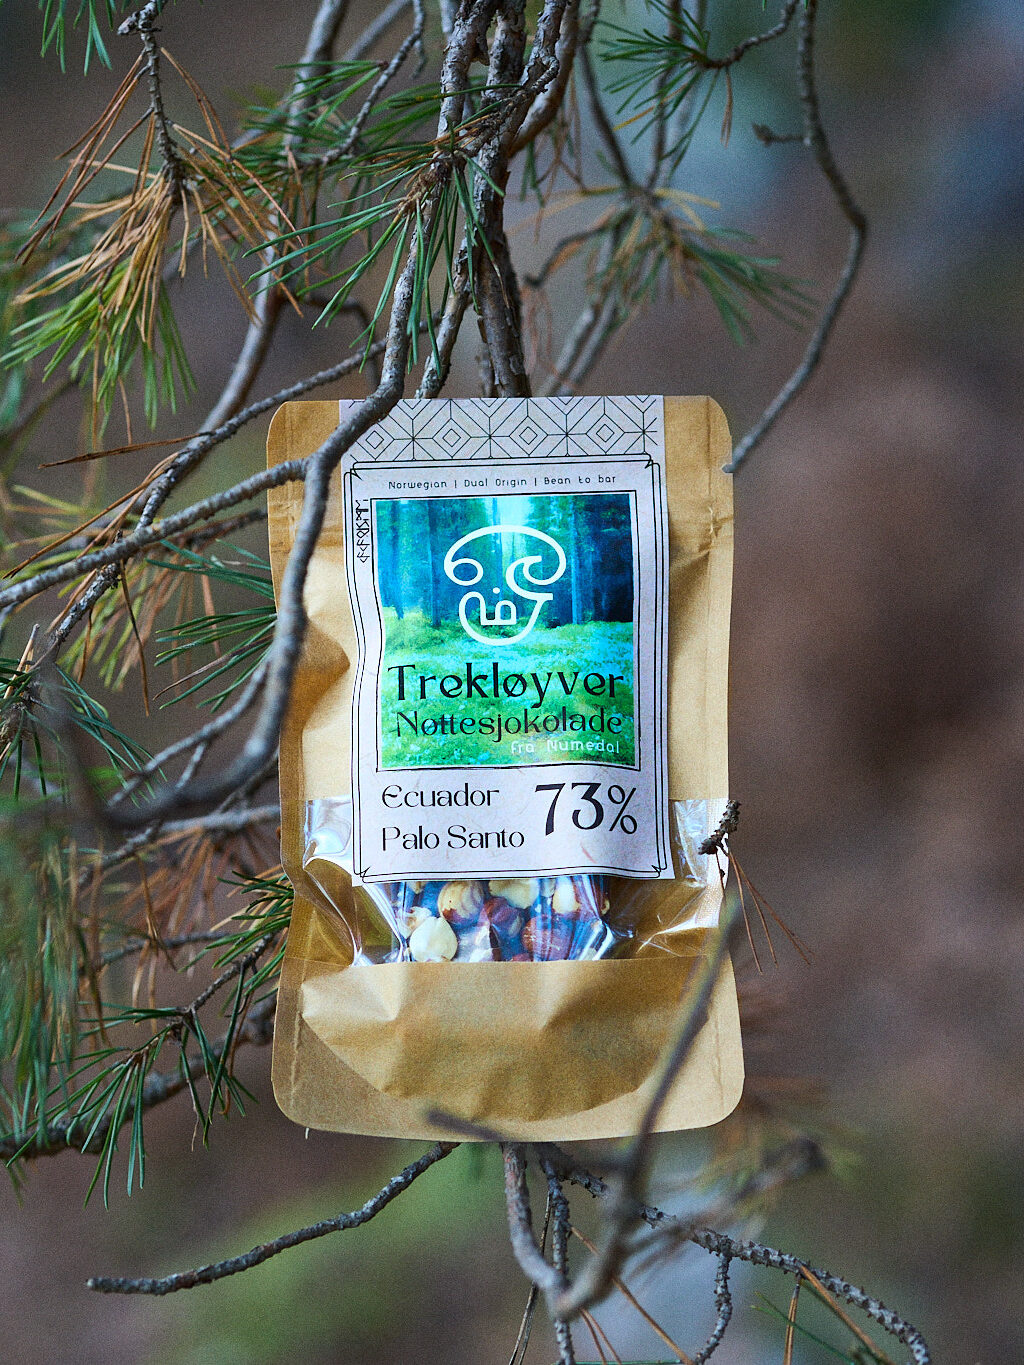 Norwegian | Dual Origin | Bean to bar
Trekløyver
Nøttesjokolade
fra Numedal
Ecuador
73%
Palo Santo